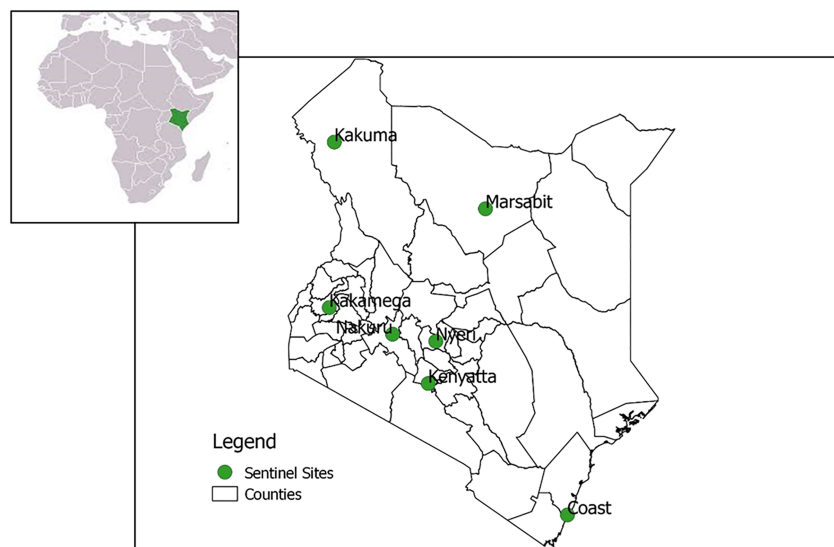 Kakuma
Marsabit
Kakamega
Nakuru
Nyeri
Kenyatta
Legend
Sentinel Sites
Counties
Coast